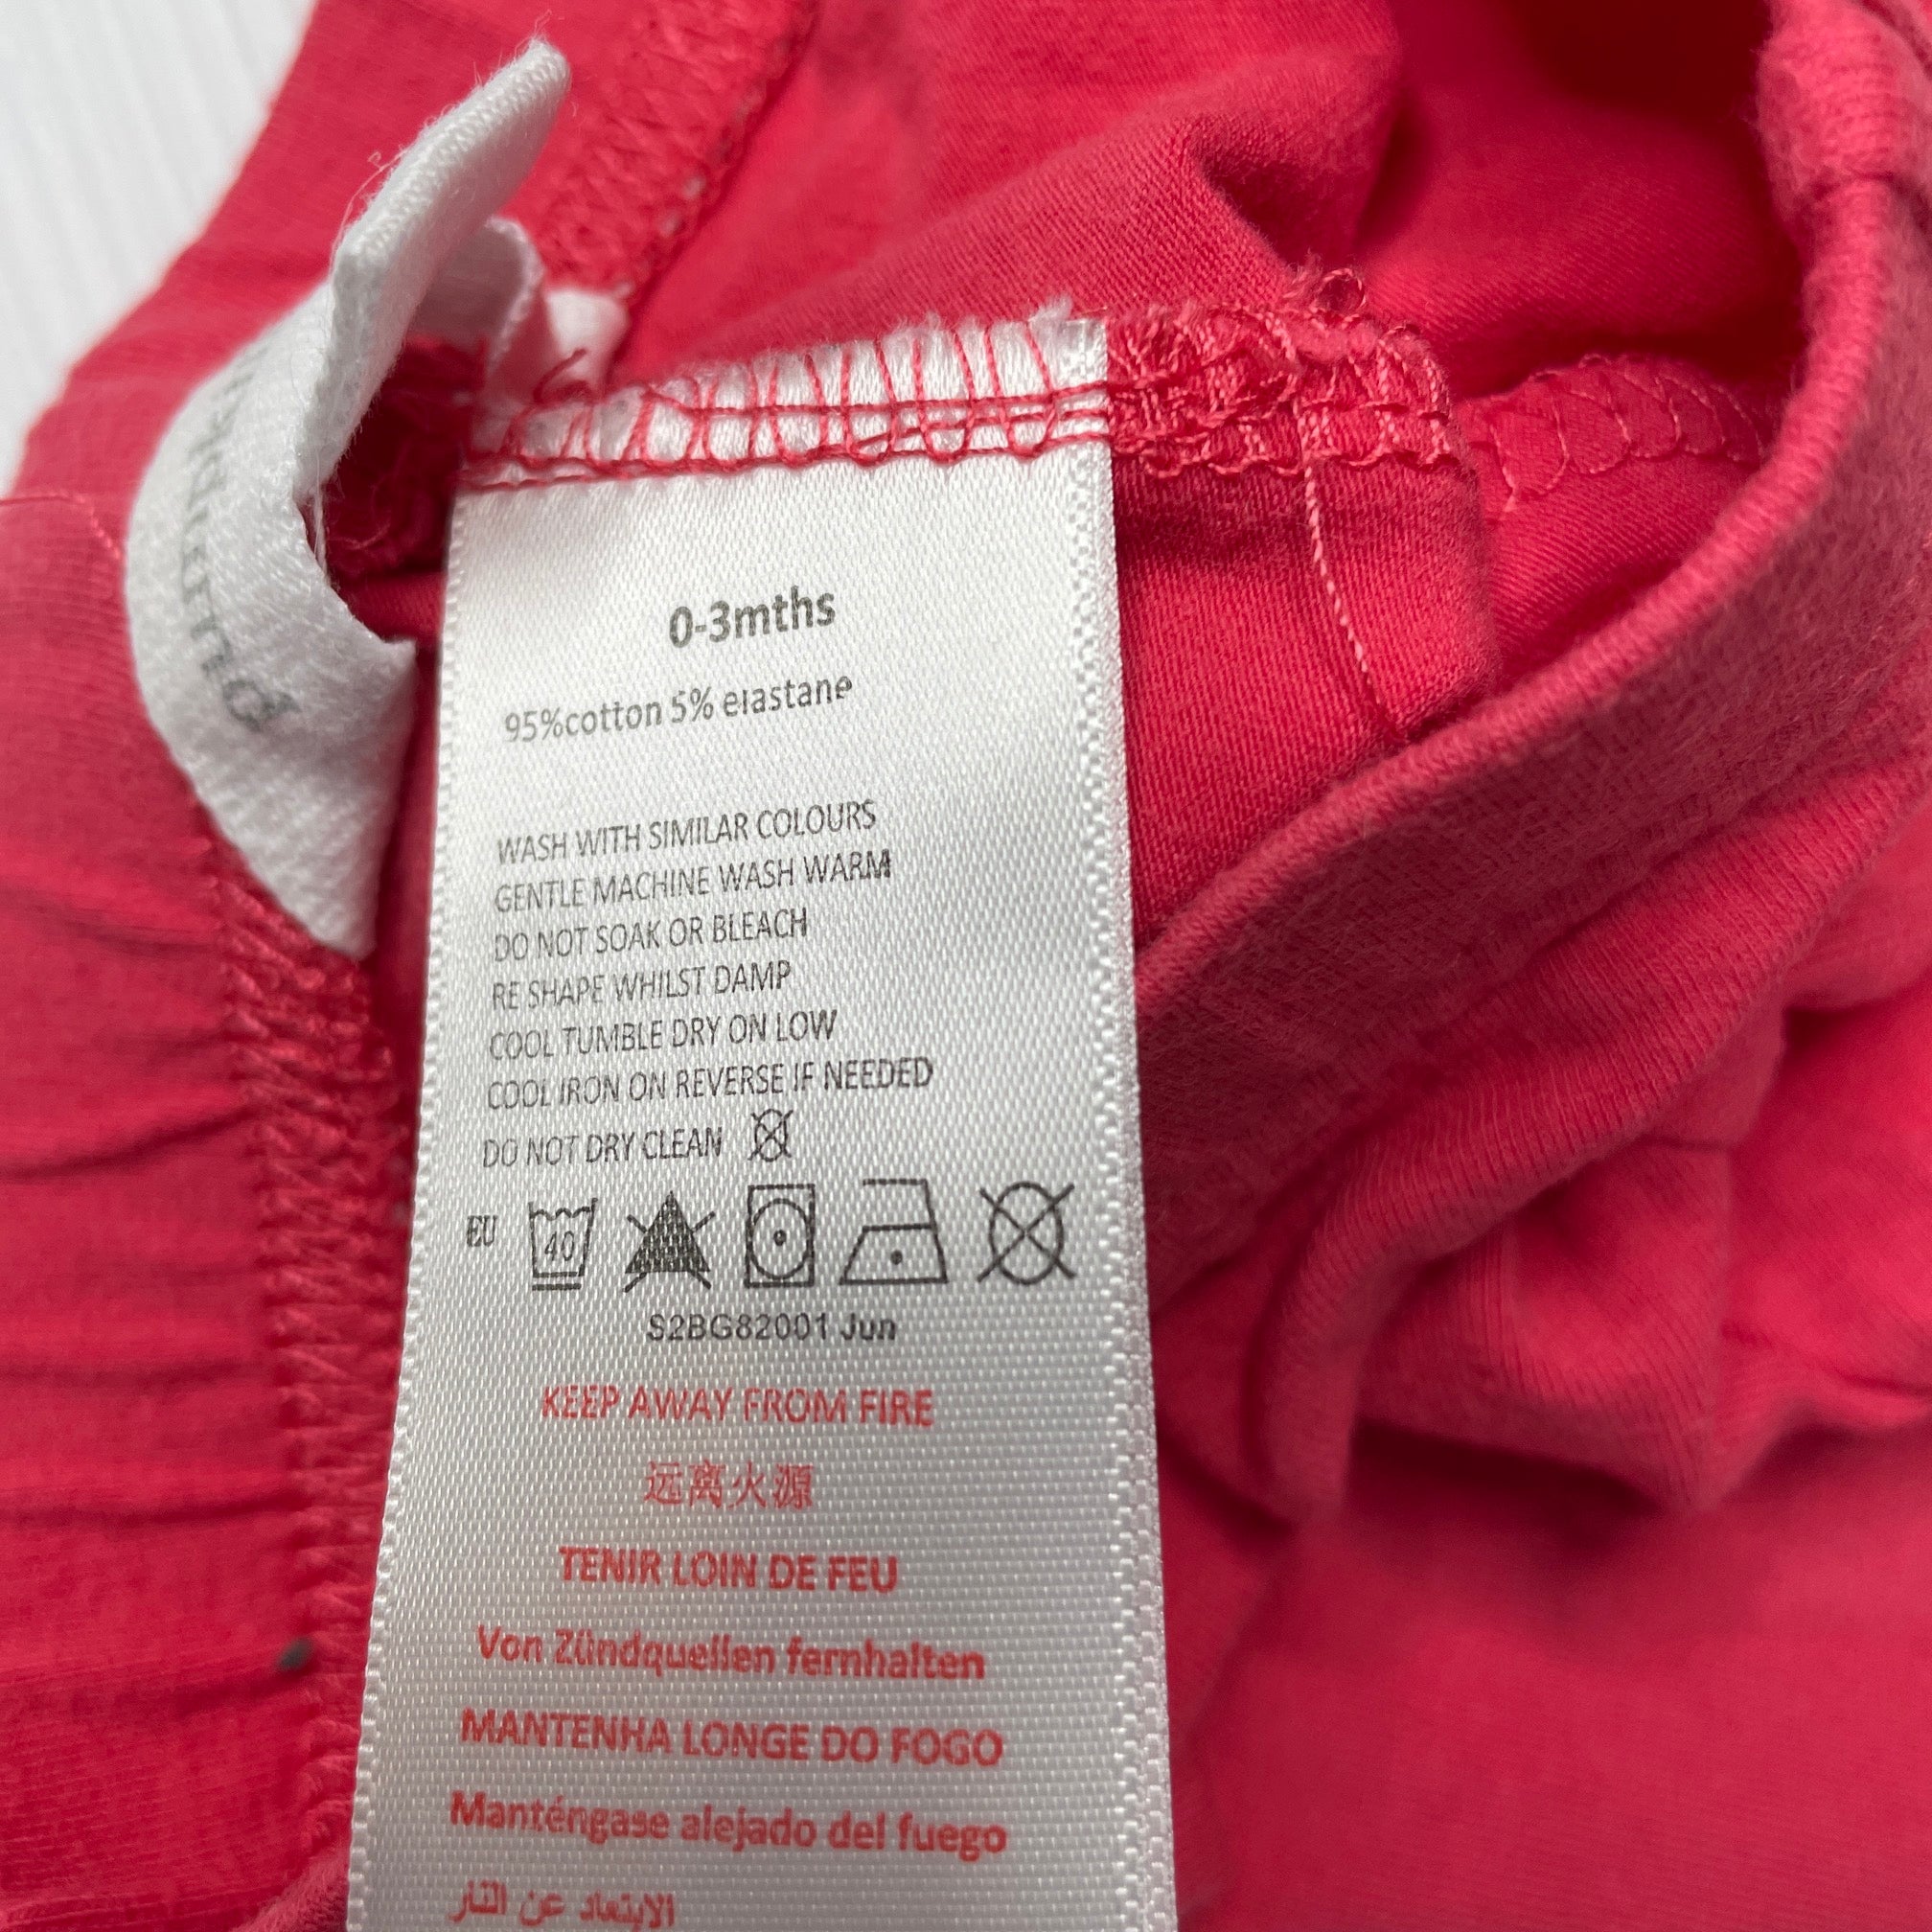 0-3mths
95%cotton 5% elastane
WASH WITH SIMILAR COLOURS
GENTLE MACHINE WASH WARM
DO NOT SOAK OR BLEACH
RE SHAPE WHILST DAMP
COOL TUMBLE DRY ON LOW
COOL IRON ON REVERSE IF NEEDED
DO NOT DRY CLEAN
EU 40
S2BG82001 Jun
KEEP AWAY FROM FIRE
远离火源
TENIR LOIN DE FEU
Von Zündquellen fernhalten
MANTENHA LONGE DO FOGO
Manténgase alejado del fuego
الابتعاد عن النار